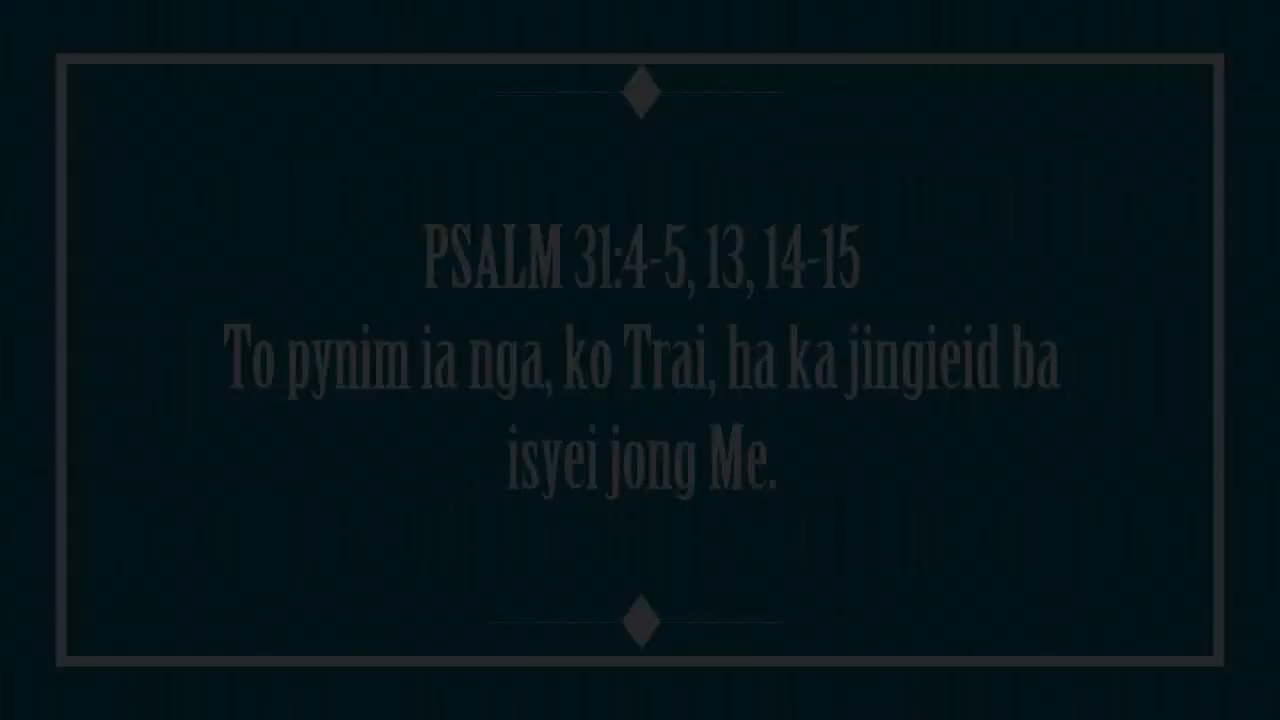 PSALM 31:4-5, 13, 14-15
To pynim ia nga, ko Trai, ha ka jingieid ba
isyei jong Me.